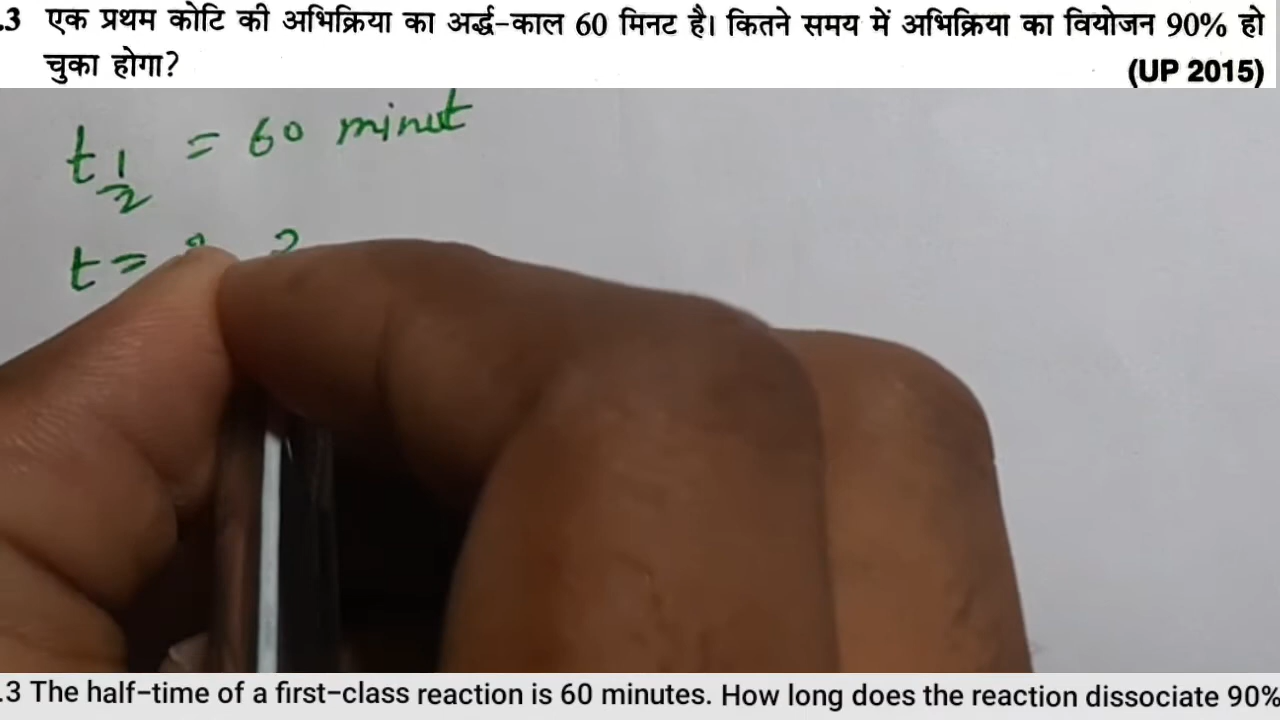 .3 एक प्रथम कोटि की अभिक्रिया का अर्द्ध-काल 60 मिनट है। कितने समय में अभिक्रिया का वियोजन 90% हो
चुका होगा?
(UP 2015)
t 1/2 = 60 minut
t =
.3 The half-time of a first-class reaction is 60 minutes. How long does the reaction dissociate 90%